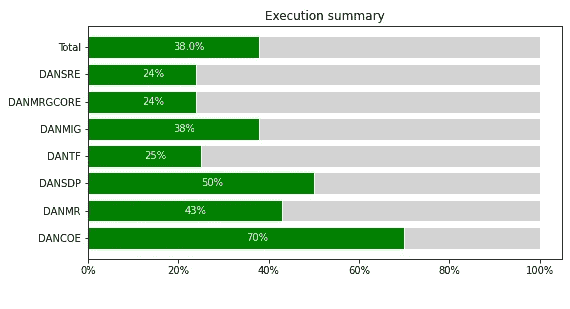 Execution summary
Total 38.0%
DANSRE 24%
DANMRGCORE 24%
DANMIG 38%
DANTF 25%
DANSDP 50%
DANMR 43%
DANCOE 70%
0% 20% 40% 60% 80% 100%